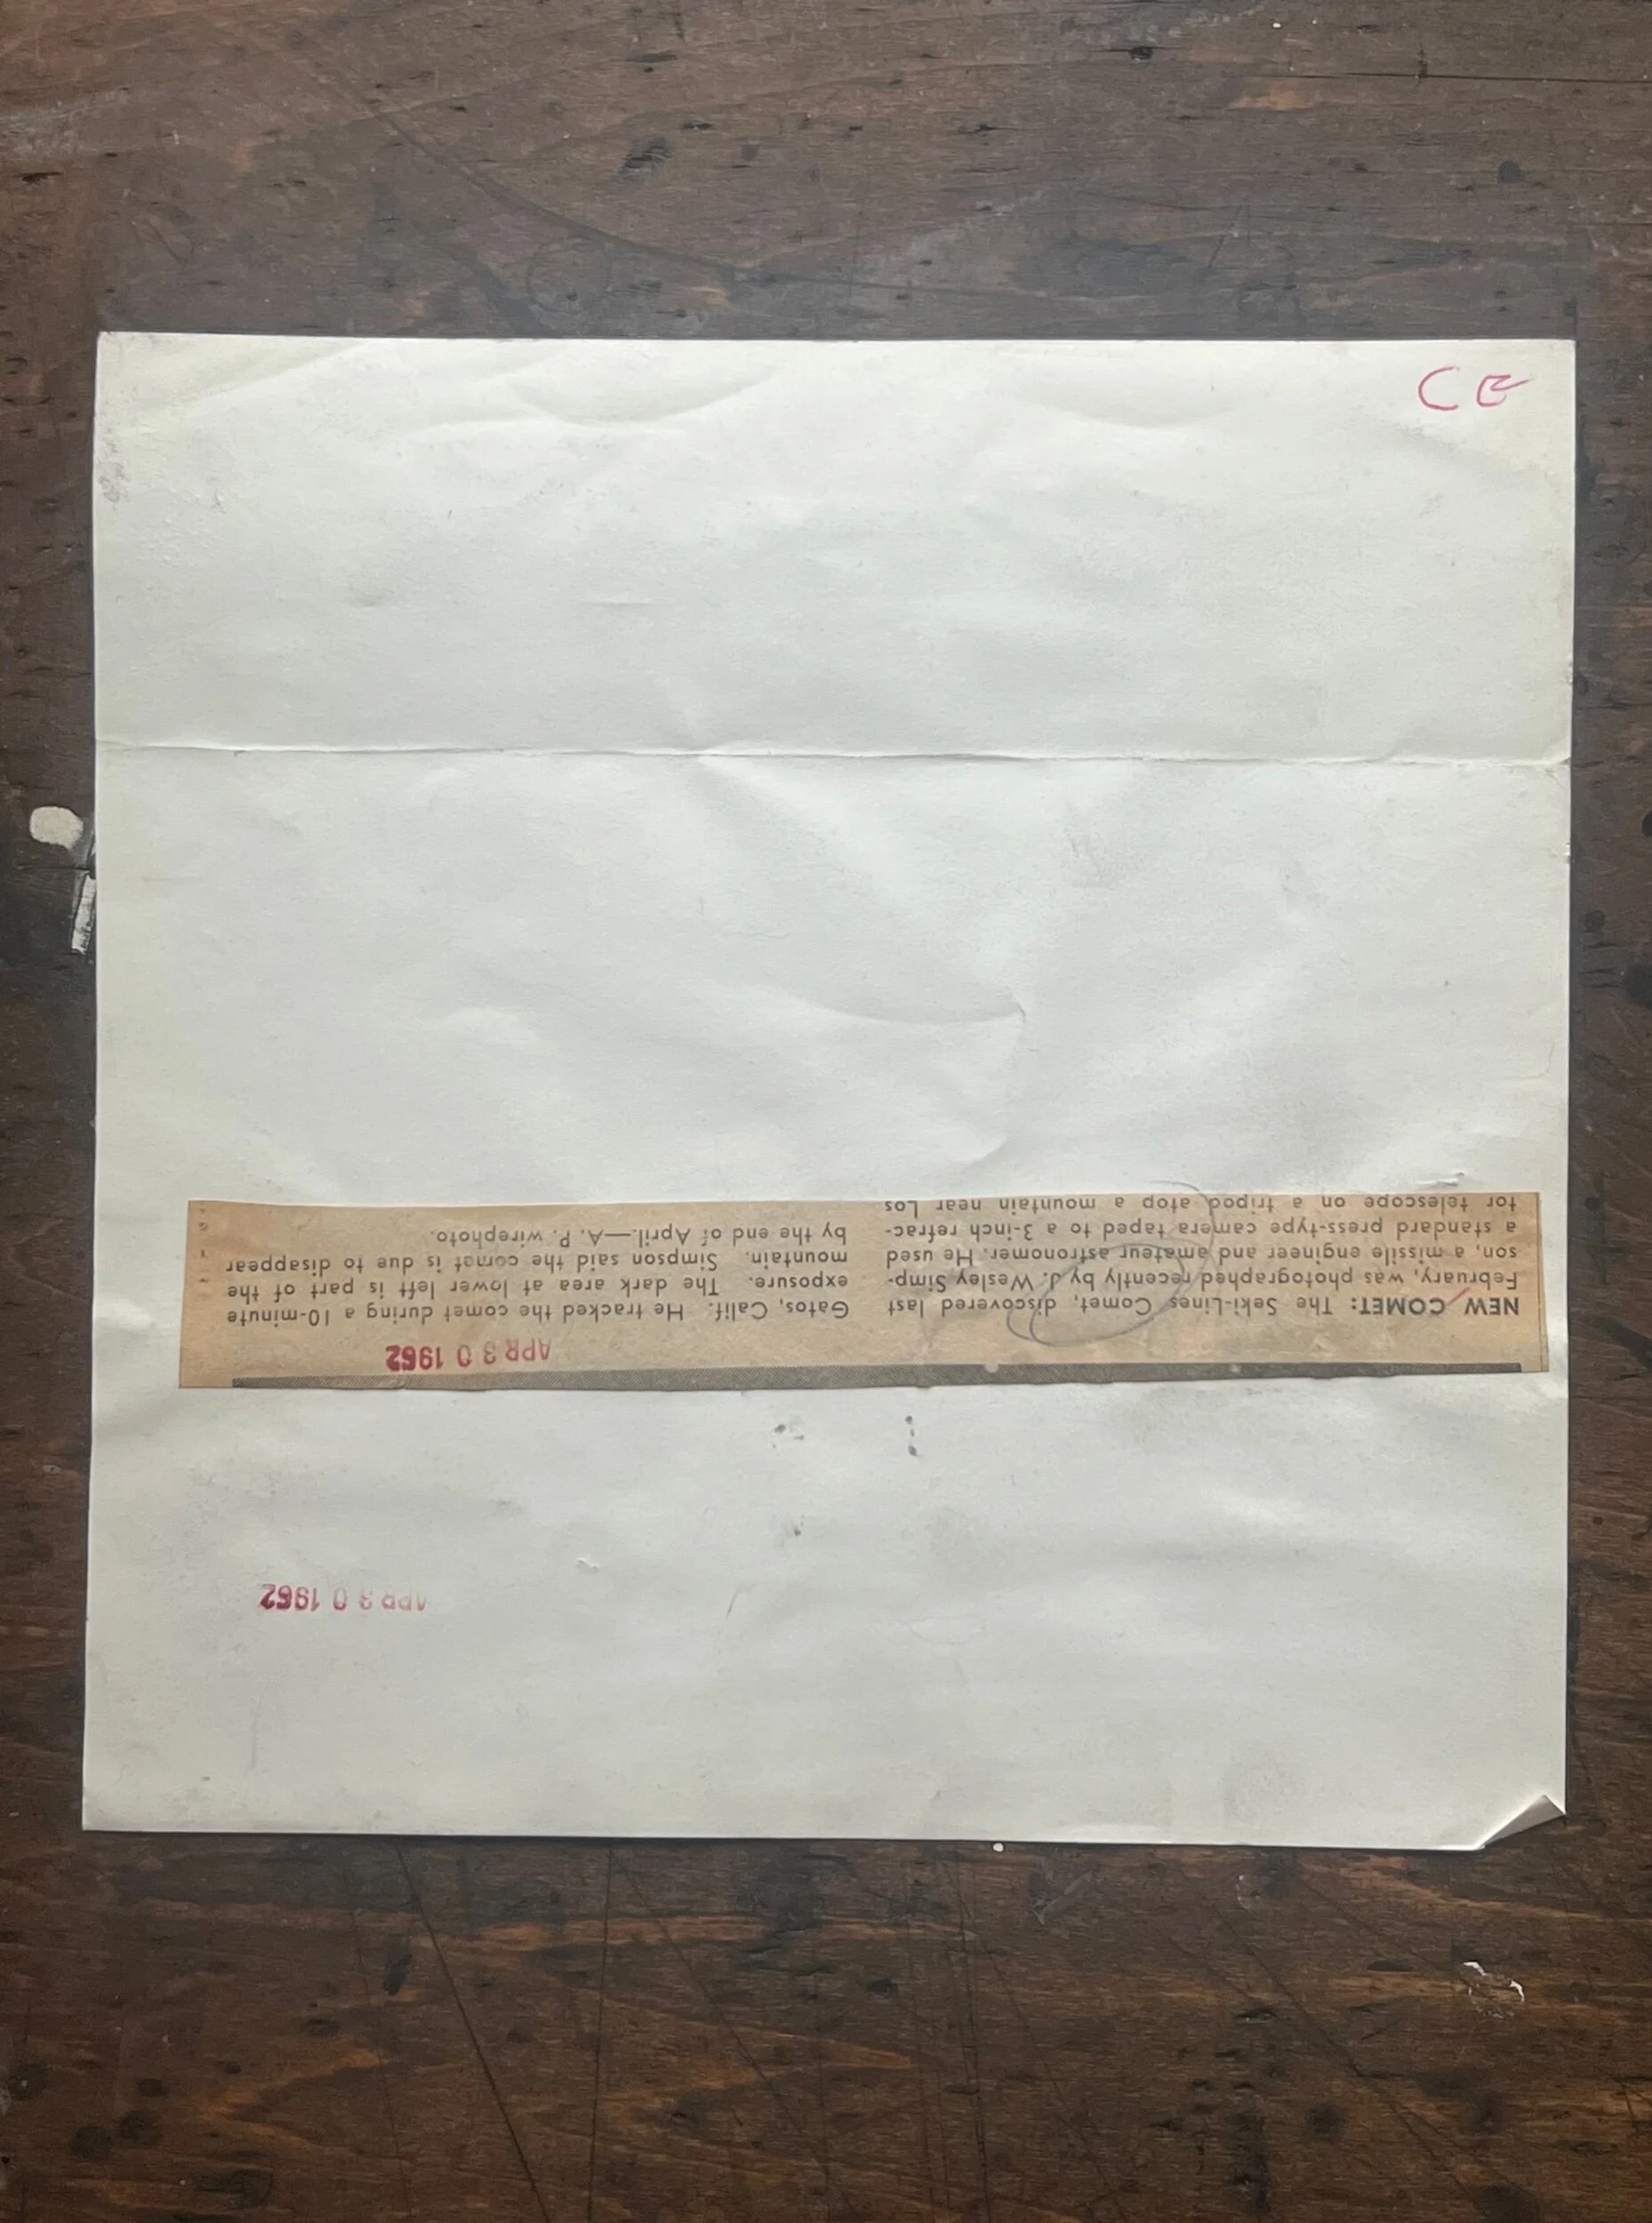 CE
APR 30 1962
APR 30 1962
NEW COMET: The Seki-Lines Comet, discovered last
February, was photographed recently by J. Wesley Simp-
son, a missile engineer and amateur astronomer. He used
a standard press-type camera taped to a 3-inch refrac-
tor telescope on a tripod atop a mountain near Los
Gatos, Calif. He tracked the comet during a 10-minute
exposure. The dark area at lower left is part of the
mountain. Simpson said the comet is due to disappear
by the end of April.—A. P. wirephoto.